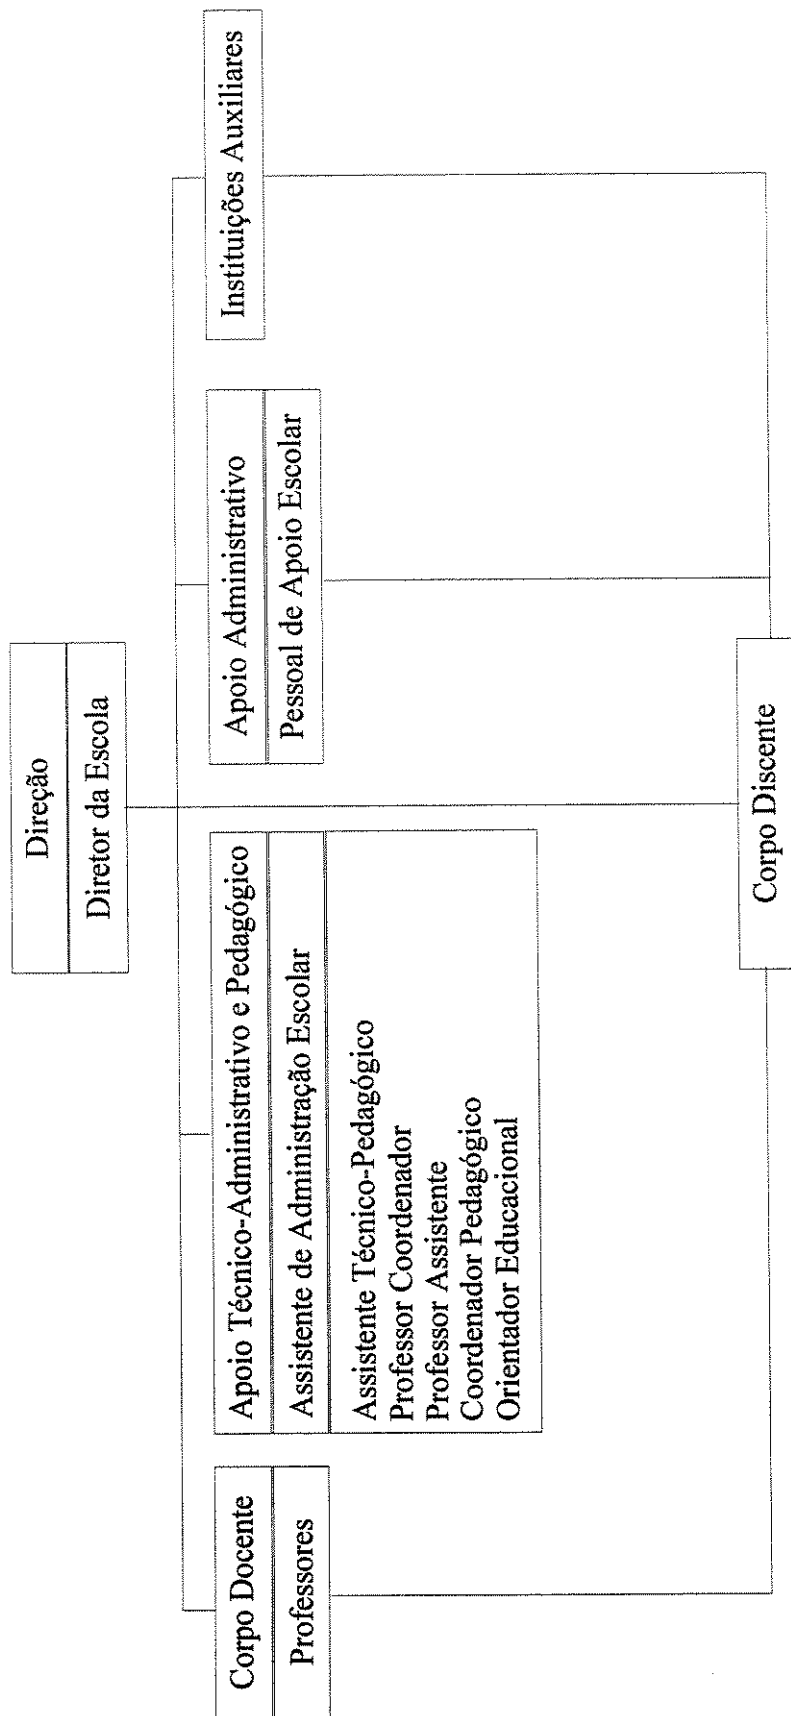 Direção
Diretor da Escola
Corpo Docente
Professores
Apoio Técnico-Administrativo e Pedagógico
Assistente de Administração Escolar
Assistente Técnico-Pedagógico
Professor Coordenador
Professor Assistente
Coordenador Pedagógico
Orientador Educacional
Apoio Administrativo
Pessoal de Apoio Escolar
Instituições Auxiliares
Corpo Discente